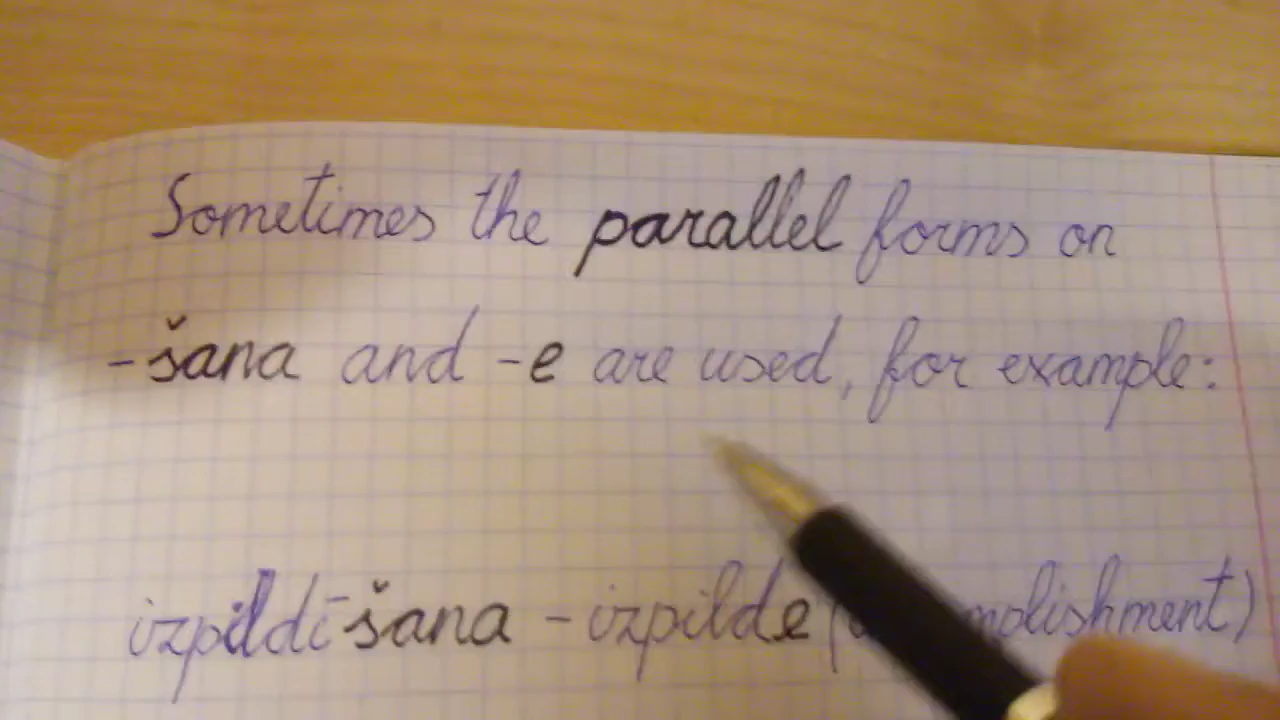 Sometimes the parallel forms on
-šana and -e are used, for example:
izpildīšana - izpilde